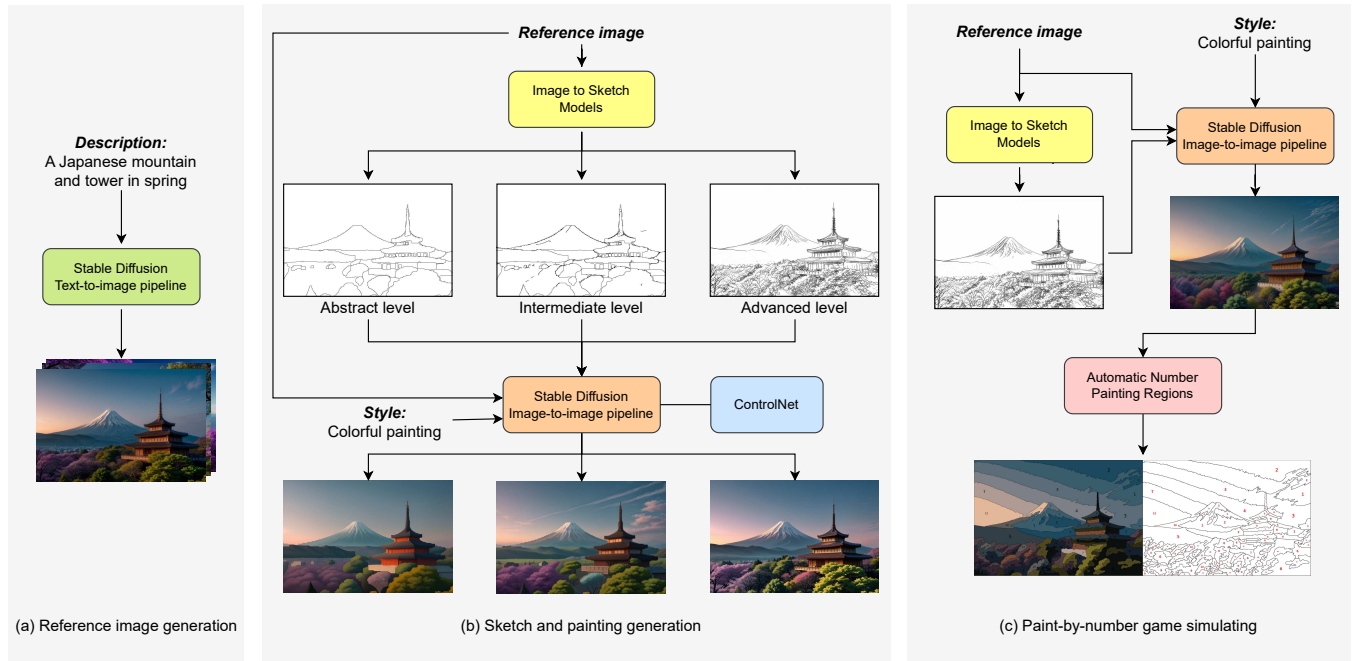 Description:
A Japanese mountain
and tower in spring
Stable Diffusion
Text-to-image pipeline
(a) Reference image generation
Reference image
Image to Sketch
Models
Abstract level
Intermediate level
Advanced level
Stable Diffusion
Image-to-image pipeline
ControlNet
Style:
Colorful painting
(b) Sketch and painting generation
Reference image
Style:
Colorful painting
Image to Sketch
Models
Stable Diffusion
Image-to-image pipeline
Automatic Number
Painting Regions
(c) Paint-by-number game simulating